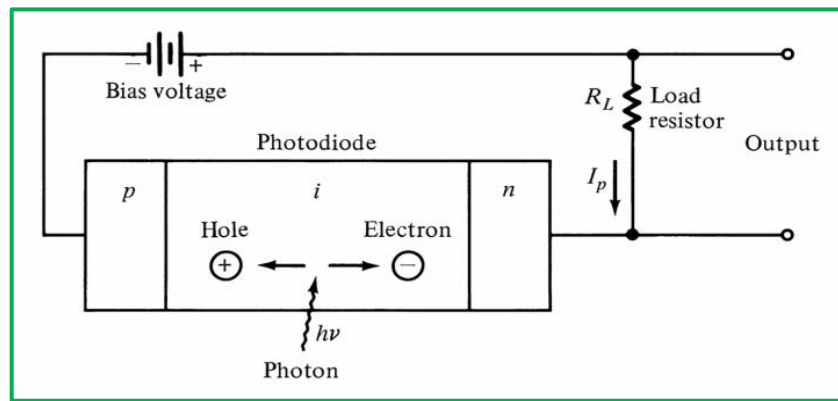 − +
Bias voltage
R_L Load
resistor
Photodiode
Output
I_p
p i n
Hole Electron
+ −
hν
Photon